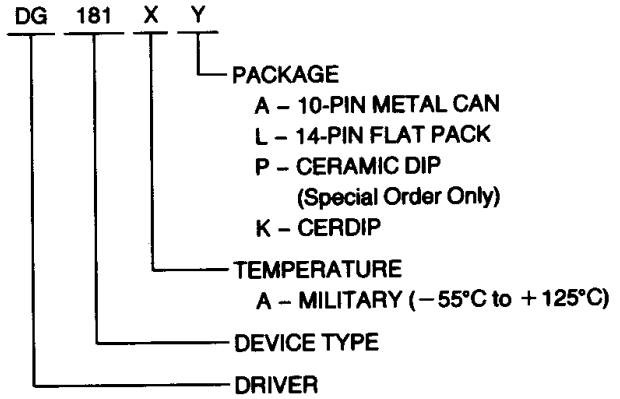 DG 181 X Y
PACKAGE
A – 10-PIN METAL CAN
L – 14-PIN FLAT PACK
P – CERAMIC DIP
(Special Order Only)
K – CERDIP
TEMPERATURE
A – MILITARY (−55°C to +125°C)
DEVICE TYPE
DRIVER